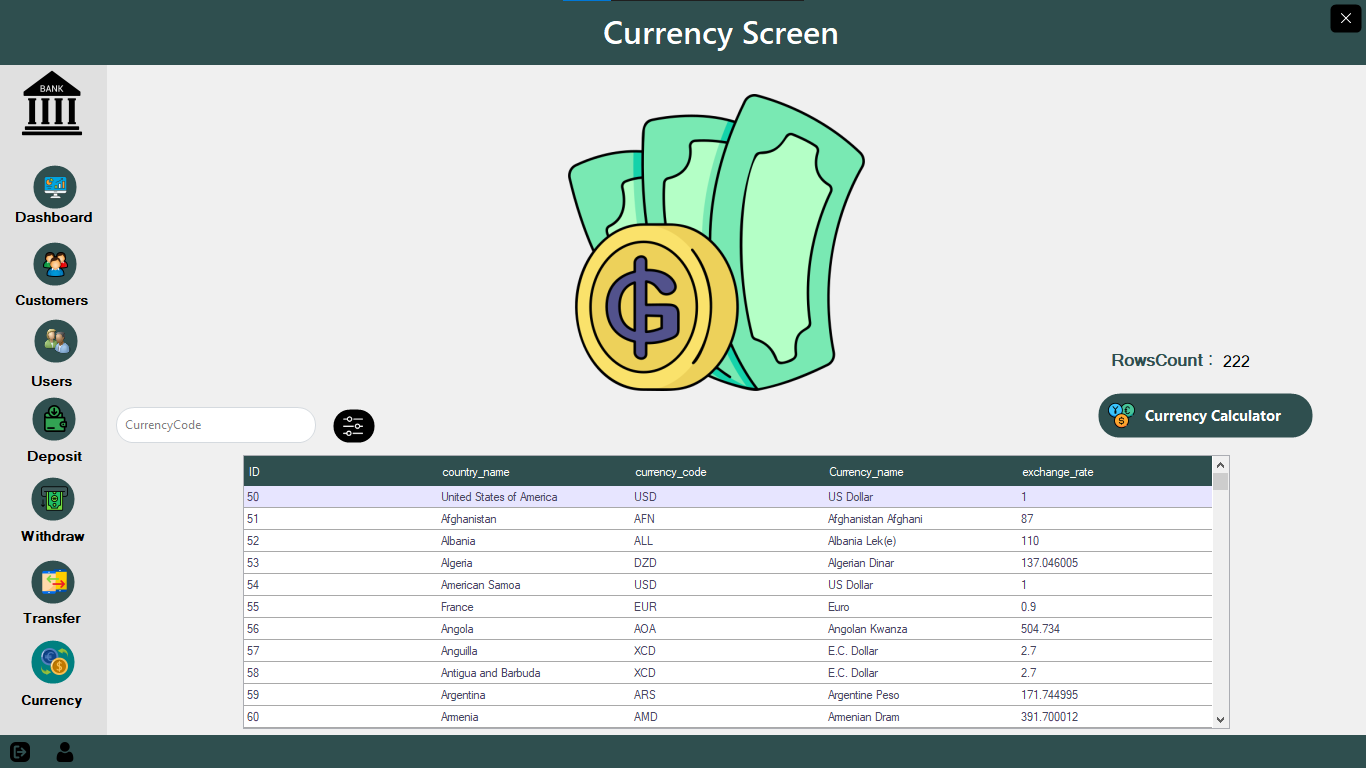 Currency Screen
BANK
Dashboard
Customers
Users
Deposit
Withdraw
Transfer
Currency
RowsCount : 222
CurrencyCode
Currency Calculator
ID country_name currency_code Currency_name exchange_rate
50 United States of America USD US Dollar 1
51 Afghanistan AFN Afghanistan Afghani 87
52 Albania ALL Albania Lek(e) 110
53 Algeria DZD Algerian Dinar 137.046005
54 American Samoa USD US Dollar 1
55 France EUR Euro 0.9
56 Angola AOA Angolan Kwanza 504.734
57 Anguilla XCD E.C. Dollar 2.7
58 Antigua and Barbuda XCD E.C. Dollar 2.7
59 Argentina ARS Argentine Peso 171.744995
60 Armenia AMD Armenian Dram 391.700012